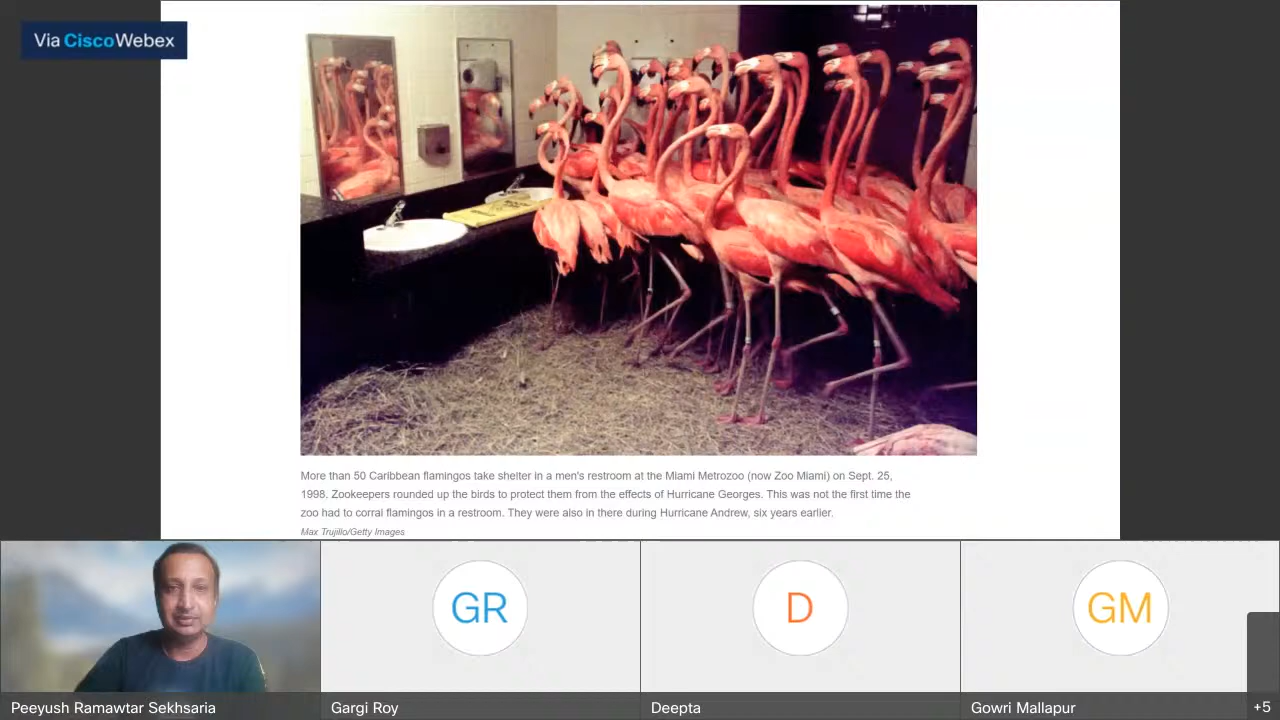 Via Cisco Webex
More than 50 Caribbean flamingos take shelter in a men's restroom at the Miami Metrozoo (now Zoo Miami) on Sept. 25,
1998. Zookeepers rounded up the birds to protect them from the effects of Hurricane Georges. This was not the first time the
zoo had to corral flamingos in a restroom. They were also in there during Hurricane Andrew, six years earlier.
Max Trujillo/Getty Images
GR
D
GM
Peeyush Ramawtar Sekhsaria
Gargi Roy
Deepta
Gowri Mallapur
+5